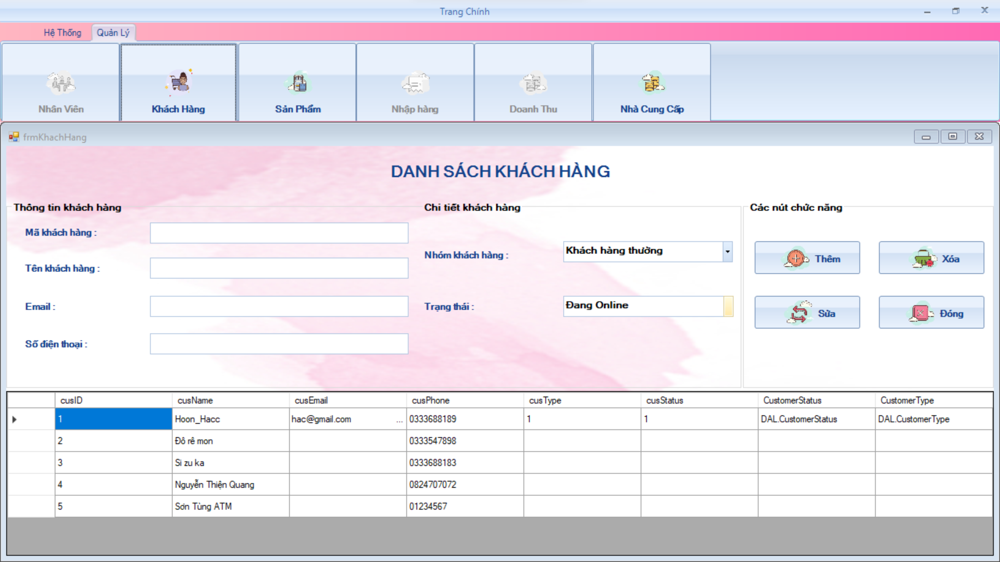 Trang Chính
Hệ Thống Quản Lý
Nhân Viên Khách Hàng Sản Phẩm Nhập hàng Doanh Thu Nhà Cung Cấp
frmKhachHang
DANH SÁCH KHÁCH HÀNG
Thông tin khách hàng Chi tiết khách hàng Các nút chức năng
Mã khách hàng :
Nhóm khách hàng : Khách hàng thường Thêm Xóa
Tên khách hàng :
Email : Trạng thái : Đang Online Sửa Đóng
Số điện thoại :
cusID cusName cusEmail cusPhone cusType cusStatus CustomerStatus CustomerType
1 Hoon_Hacc hac@gmail.com ... 0333688189 1 1 DAL.CustomerStatus DAL.CustomerType
2 Đô rê mon 0333547898
3 Si zu ka 0333688183
4 Nguyễn Thiện Quang 0824707072
5 Sơn Tùng ATM 01234567